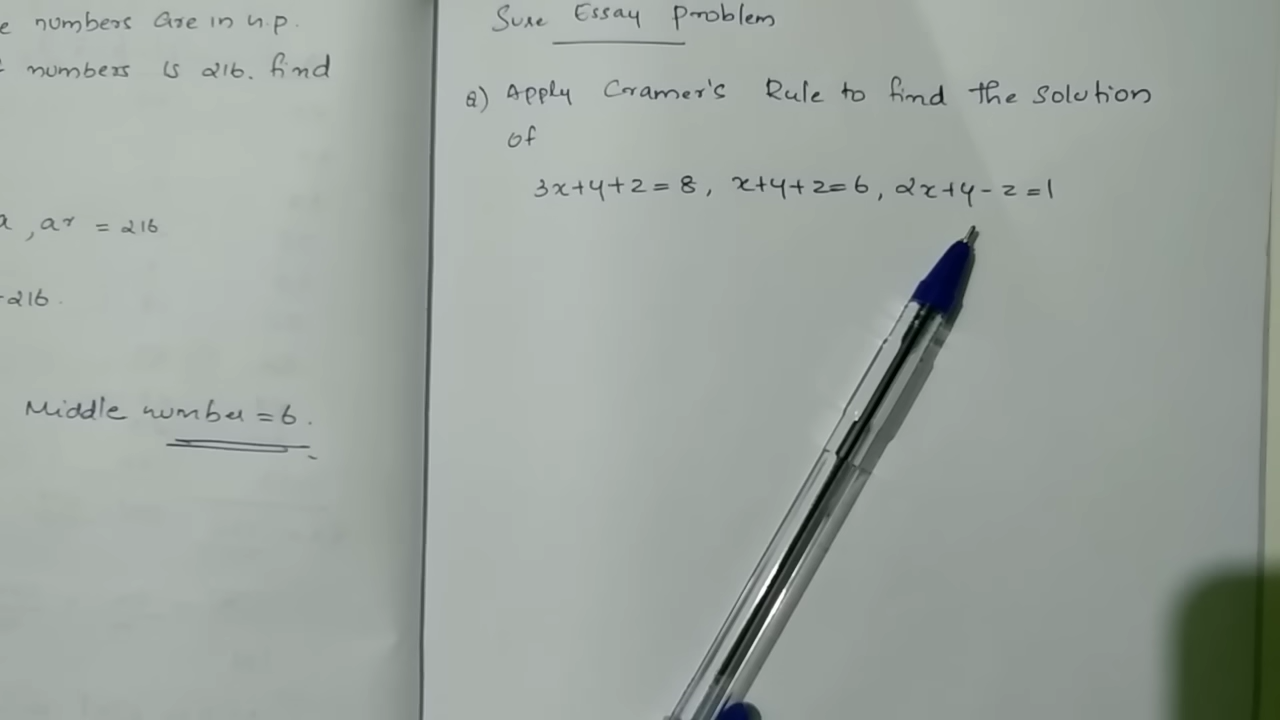 numbers are in n.p.
numbers is 216. find
, ar = 216
216.
Middle number = 6.
Sure Essay Problem
Q) Apply Cramer's Rule to find the solution
of
3x+y+z = 8, x+y+z=6, 2x+y-z=1